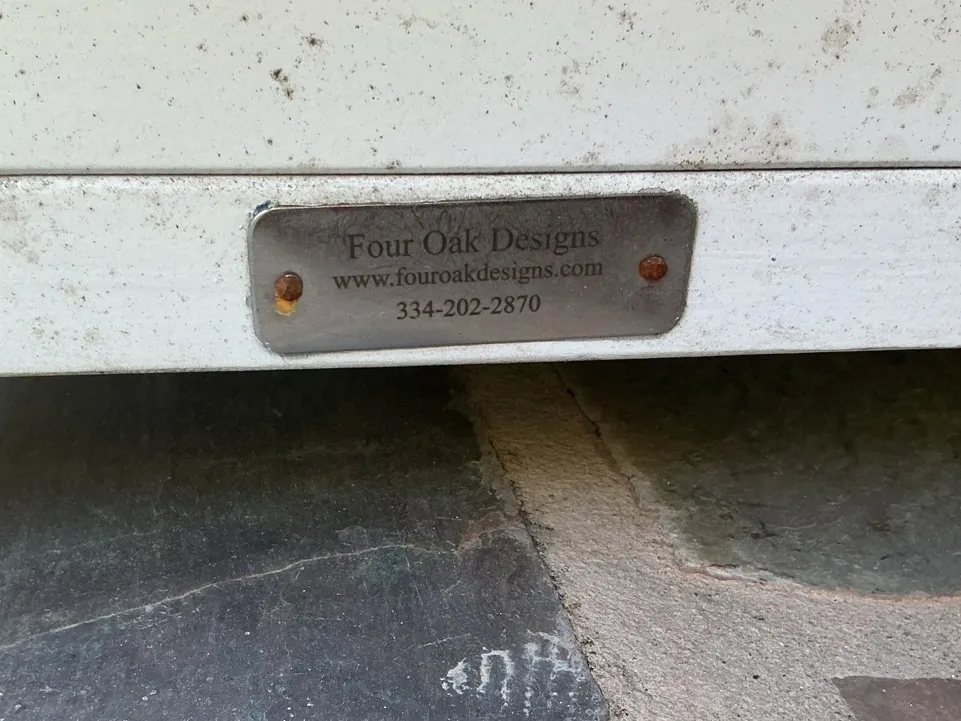 Four Oak Designs
www.fouroakdesigns.com
334-202-2870